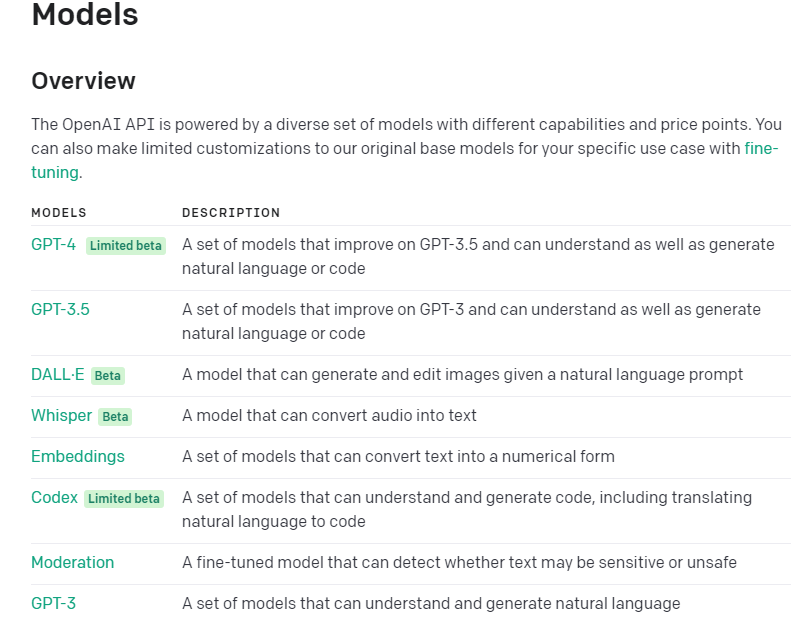 Models
Overview
The OpenAI API is powered by a diverse set of models with different capabilities and price points. You
can also make limited customizations to our original base models for your specific use case with fine-
tuning.
MODELS DESCRIPTION
GPT-4 Limited beta A set of models that improve on GPT-3.5 and can understand as well as generate
natural language or code
GPT-3.5 A set of models that improve on GPT-3 and can understand as well as generate
natural language or code
DALL·E Beta A model that can generate and edit images given a natural language prompt
Whisper Beta A model that can convert audio into text
Embeddings A set of models that can convert text into a numerical form
Codex Limited beta A set of models that can understand and generate code, including translating
natural language to code
Moderation A fine-tuned model that can detect whether text may be sensitive or unsafe
GPT-3 A set of models that can understand and generate natural language